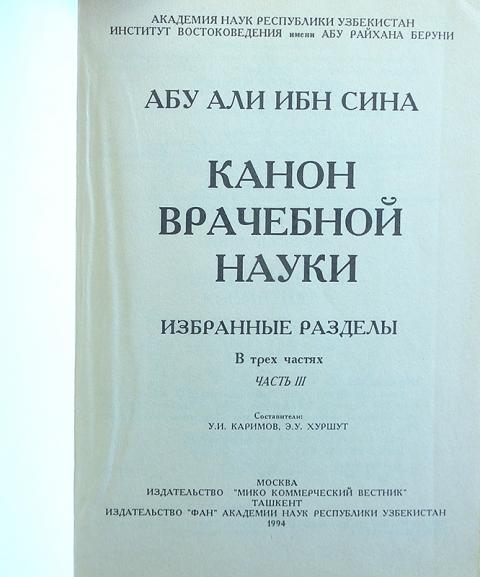 АКАДЕМИЯ НАУК РЕСПУБЛИКИ УЗБЕКИСТАН
ИНСТИТУТ ВОСТОКОВЕДЕНИЯ имени АБУ РАЙХАНА БЕРУНИ
АБУ АЛИ ИБН СИНА
КАНОН
ВРАЧЕБНОЙ
НАУКИ
ИЗБРАННЫЕ РАЗДЕЛЫ
В трех частях
ЧАСТЬ III
Составители:
У.И. КАРИМОВ, Э.У. ХУРШУТ
МОСКВА
ИЗДАТЕЛЬСТВО "МИКО КОММЕРЧЕСКИЙ ВЕСТНИК"
ТАШКЕНТ
ИЗДАТЕЛЬСТВО "ФАН" АКАДЕМИИ НАУК РЕСПУБЛИКИ УЗБЕКИСТАН
1994